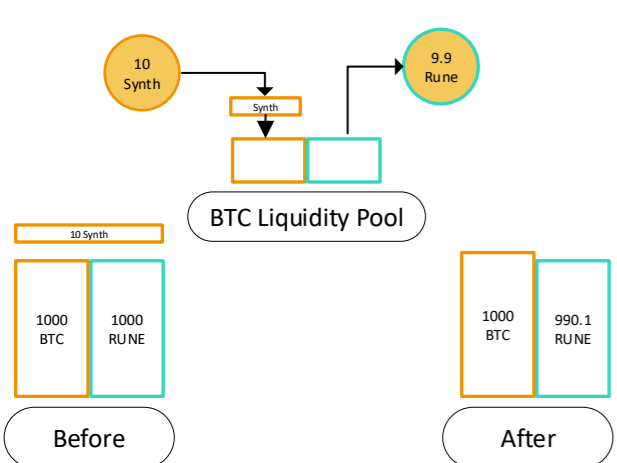 10
Synth
9.9
Rune
Synth
BTC Liquidity Pool
10 Synth
1000
BTC
1000
RUNE
1000
BTC
990.1
RUNE
Before
After